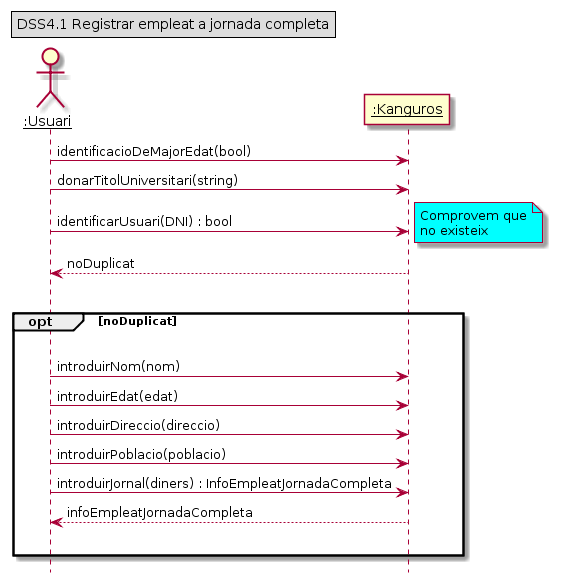 DSS4.1 Registrar empleat a jornada completa
:Usuari
:Kanguros
identificacioDeMajorEdat(bool)
donarTitolUniversitari(string)
identificarUsuari(DNI) : bool
Comprovem que
no existeix
noDuplicat
opt [noDuplicat]
introduirNom(nom)
introduirEdat(edat)
introduirDireccio(direccio)
introduirPoblacio(poblacio)
introduirJornal(diners) : InfoEmpleatJornadaCompleta
infoEmpleatJornadaCompleta